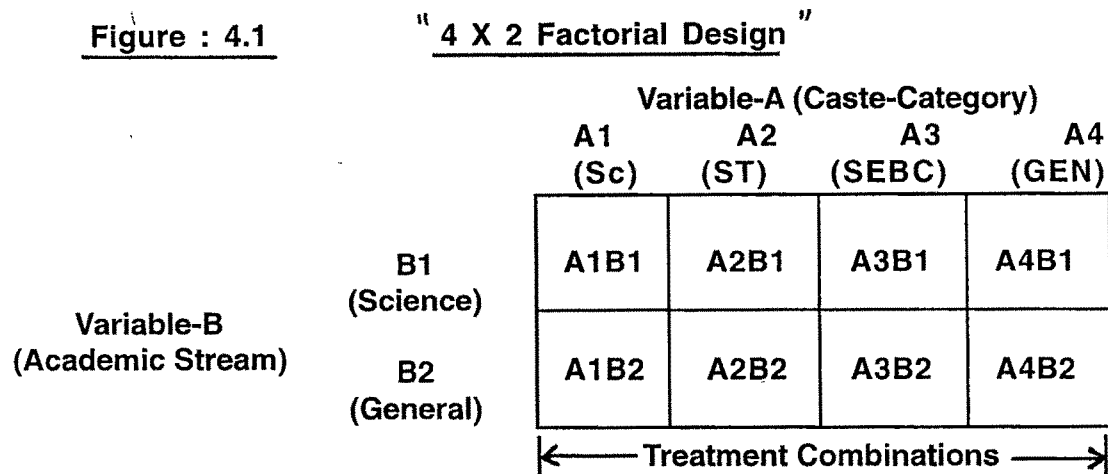 Figure : 4.1 " 4 X 2 Factorial Design "
Variable-A (Caste-Category)
A1 A2 A3 A4
(Sc) (ST) (SEBC) (GEN)
B1 A1B1 A2B1 A3B1 A4B1
(Science)
Variable-B
(Academic Stream)
B2 A1B2 A2B2 A3B2 A4B2
(General)
Treatment Combinations